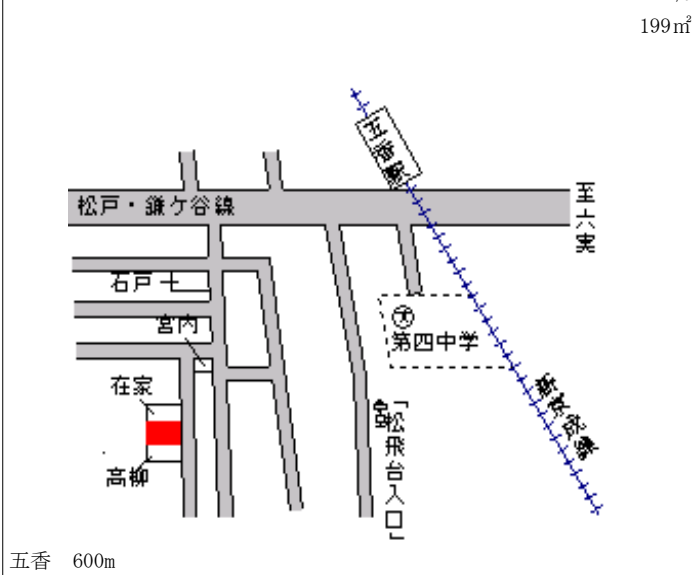 199㎡
五香駅
松戸・鎌ケ谷線
至六実
石戸
宮内
文
第四中学
在家
高柳
「松飛台入口」
新京成線
五香 600m